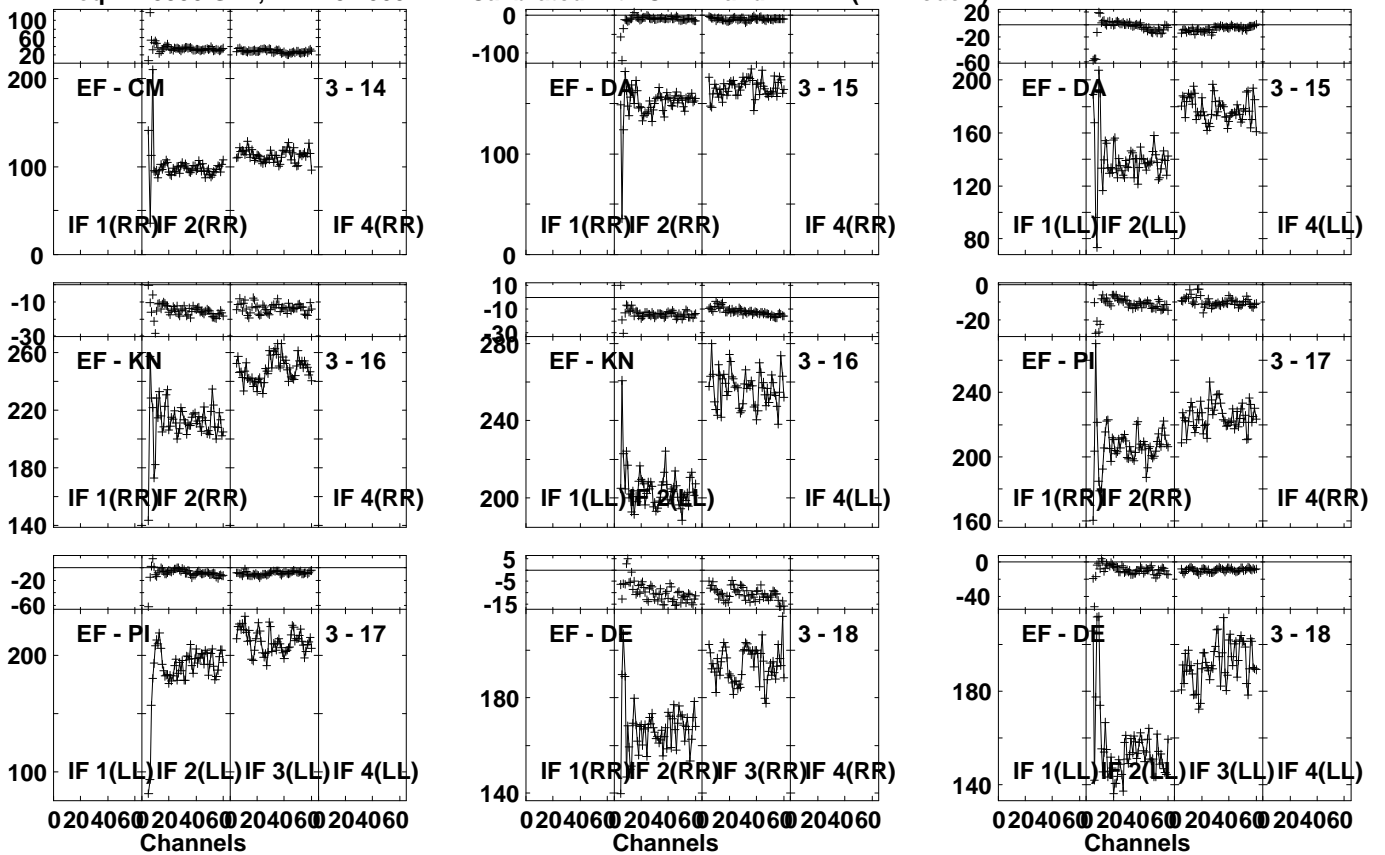 100
60
20
200
100
0
EF - CM
3 - 14
IF 1(RR)
IF 2(RR)
IF 4(RR)
0
-100
100
0
EF - DA
3 - 15
IF 1(RR)
IF 2(RR)
IF 4(RR)
20
-20
-60
200
160
120
80
EF - DA
3 - 15
IF 1(LL)
IF 2(LL)
IF 4(LL)
-10
-30
260
220
180
140
EF - KN
3 - 16
IF 1(RR)
IF 2(RR)
IF 4(RR)
10
-10
-30
280
240
200
EF - KN
3 - 16
IF 1(LL)
IF 2(LL)
IF 4(LL)
0
-20
220
200
160
EF - PI
3 - 17
IF 1(RR)
IF 2(RR)
IF 4(RR)
-20
-60
200
100
EF - PI
3 - 17
IF 1(LL)
IF 2(LL)
IF 3(LL)
IF 4(LL)
0 20 40 60 0 20 40 60 0 20 40 60 0 20 40 60
Channels
5
-5
-15
180
140
EF - DE
3 - 18
IF 1(RR)
IF 2(RR)
IF 3(RR)
IF 4(RR)
0 20 40 60 0 20 40 60 0 20 40 60 0 20 40 60
Channels
0
-40
180
140
EF - DE
3 - 18
IF 1(LL)
IF 2(LL)
IF 3(LL)
IF 4(LL)
0 20 40 60 0 20 40 60 0 20 40 60 0 20 40 60
Channels